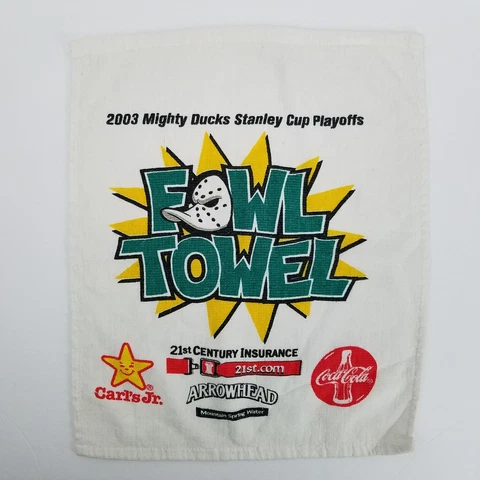 2003 Mighty Ducks Stanley Cup Playoffs
FOWL
TOWEL
21st CENTURY INSURANCE
21st.com
Carl's Jr.®
ARROWHEAD
Mountain Spring Water
Coca-Cola